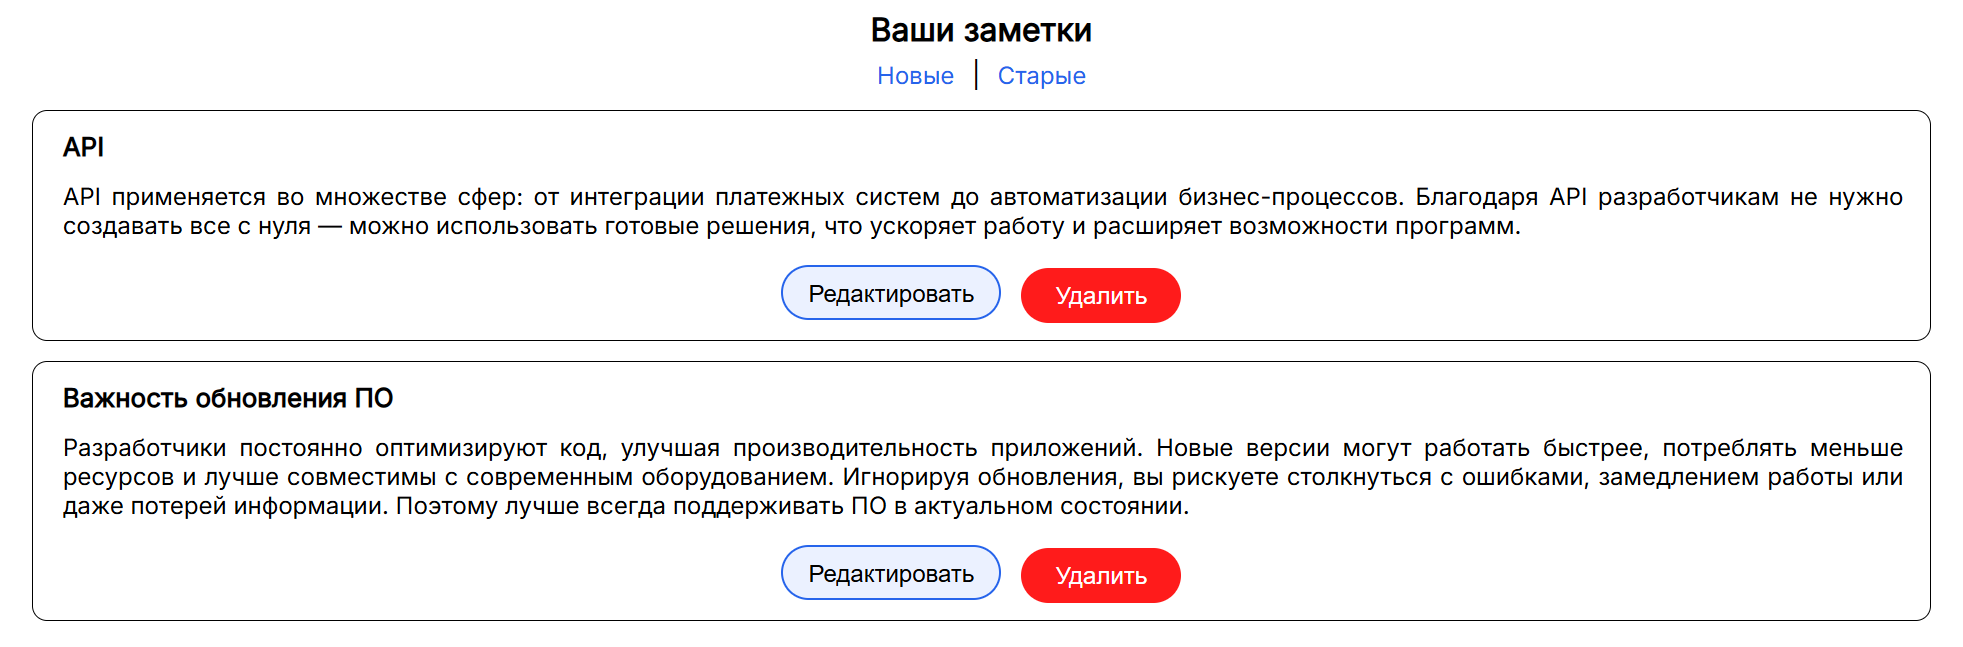 Ваши заметки
Новые | Старые
API
API применяется во множестве сфер: от интеграции платежных систем до автоматизации бизнес-процессов. Благодаря API разработчикам не нужно
создавать все с нуля — можно использовать готовые решения, что ускоряет работу и расширяет возможности программ.
Редактировать Удалить
Важность обновления ПО
Разработчики постоянно оптимизируют код, улучшая производительность приложений. Новые версии могут работать быстрее, потреблять меньше
ресурсов и лучше совместимы с современным оборудованием. Игнорируя обновления, вы рискуете столкнуться с ошибками, замедлением работы или
даже потерей информации. Поэтому лучше всегда поддерживать ПО в актуальном состоянии.
Редактировать Удалить